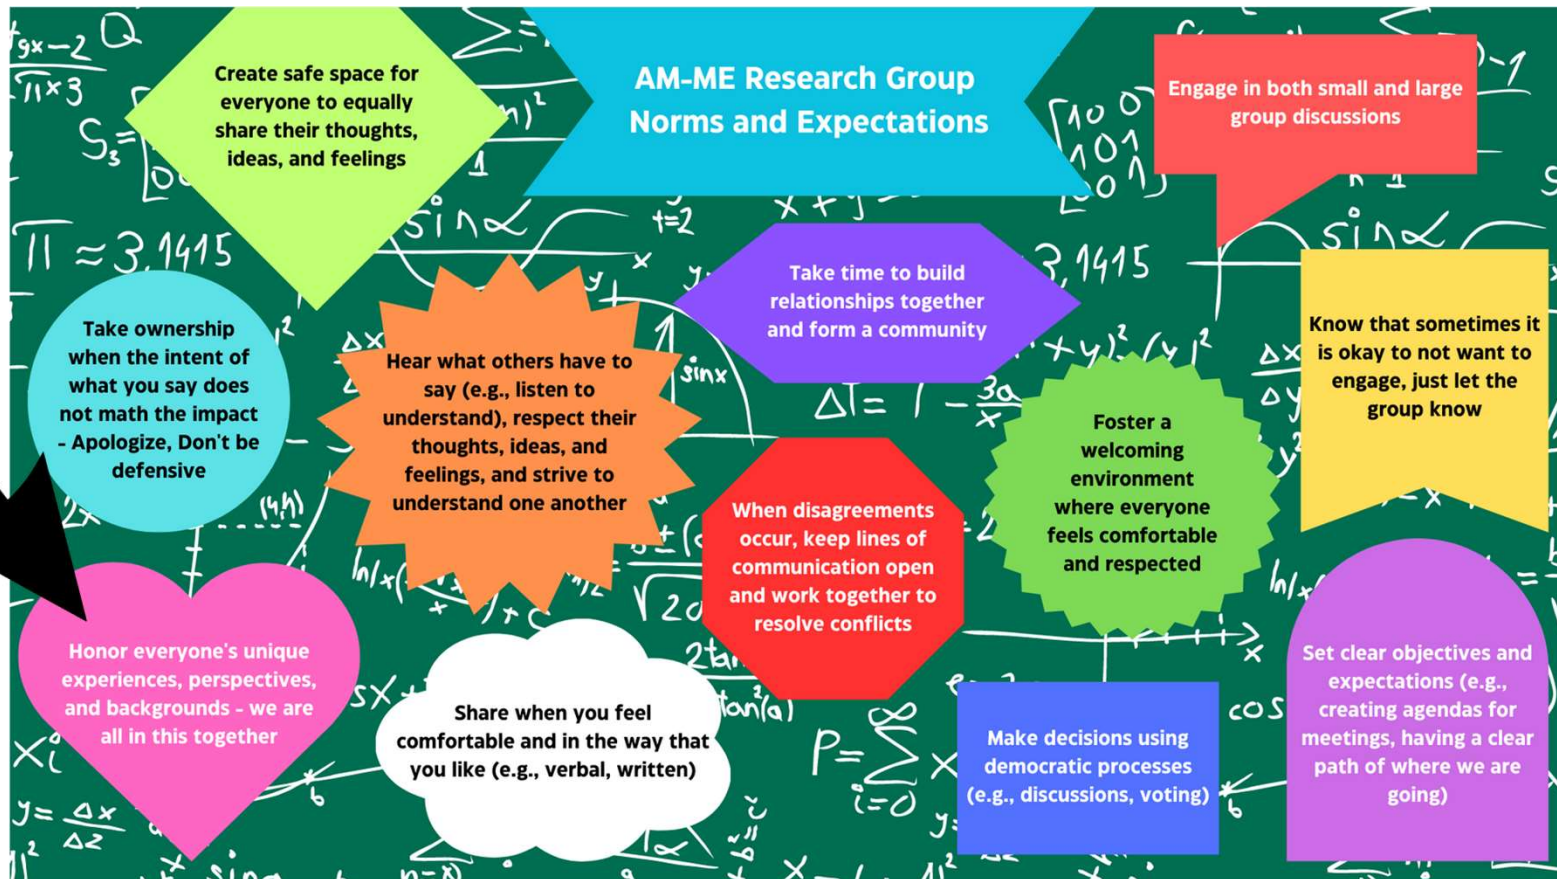 AM-ME Research Group
Norms and Expectations
Create safe space for
everyone to equally
share their thoughts,
ideas, and feelings
Engage in both small and large
group discussions
Take time to build
relationships together
and form a community
Know that sometimes it
is okay to not want to
engage, just let the
group know
Take ownership
when the intent of
what you say does
not math the impact
- Apologize, Don't be
defensive
Hear what others have to
say (e.g., listen to
understand), respect their
thoughts, ideas, and
feelings, and strive to
understand one another
When disagreements
occur, keep lines of
communication open
and work together to
resolve conflicts
Foster a
welcoming
environment
where everyone
feels comfortable
and respected
Honor everyone's unique
experiences, perspectives,
and backgrounds - we are
all in this together
Share when you feel
comfortable and in the way that
you like (e.g., verbal, written)
Make decisions using
democratic processes
(e.g., discussions, voting)
Set clear objectives and
expectations (e.g.,
creating agendas for
meetings, having a clear
path of where we are
going)
π ≈ 3,1415
sinα
t=2
3,1415
sinα
sinx